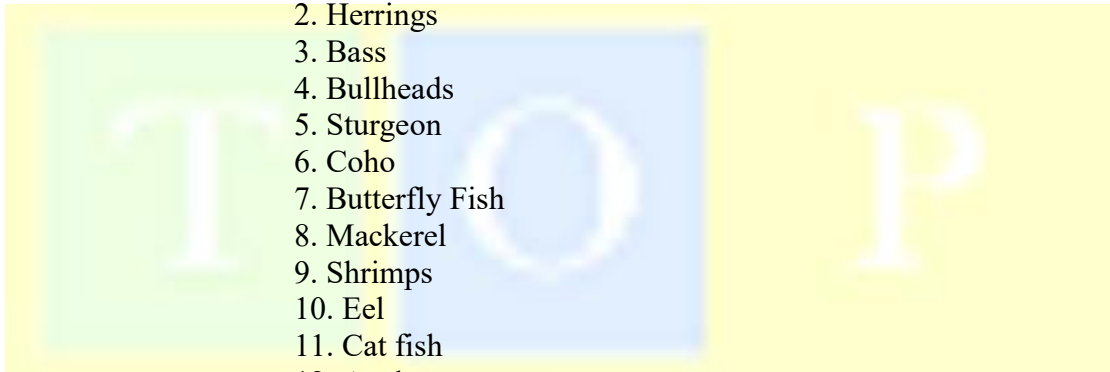 2. Herrings
3. Bass
4. Bullheads
5. Sturgeon
6. Coho
7. Butterfly Fish
8. Mackerel
9. Shrimps
10. Eel
11. Cat fish
TOP